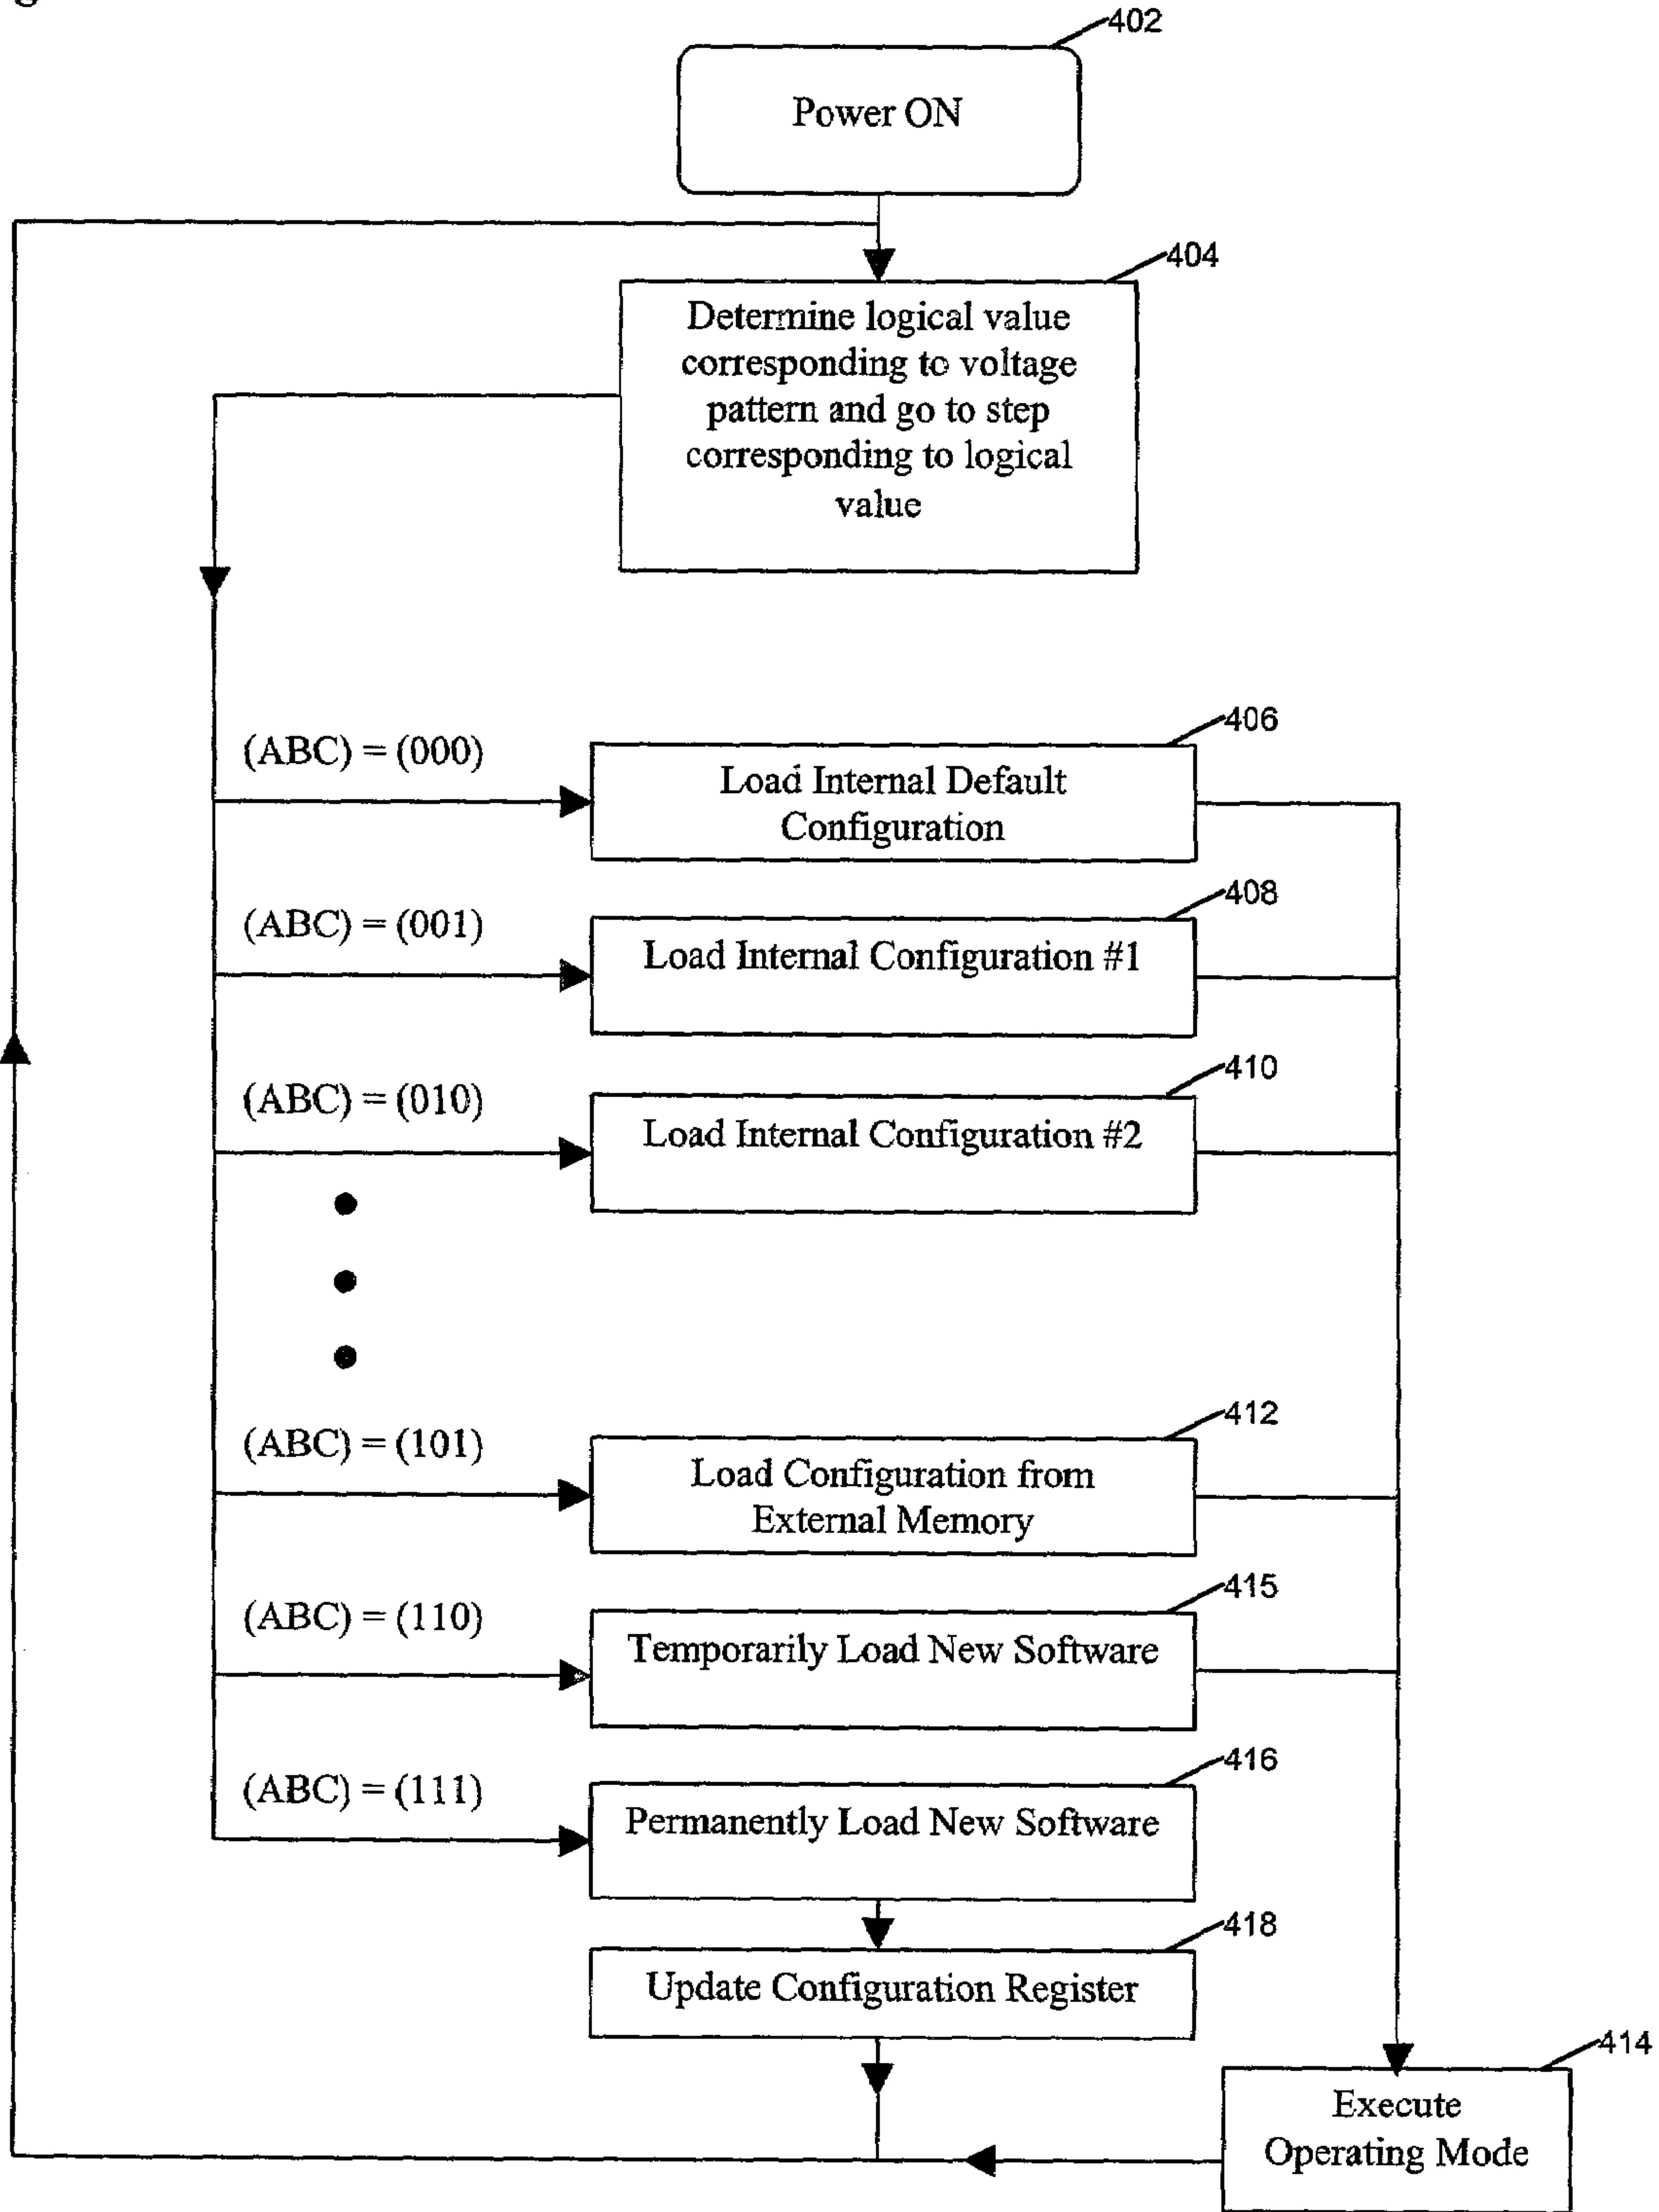 402
Power ON
404
Determine logical value
corresponding to voltage
pattern and go to step
corresponding to logical
value
406
(ABC) = (000)
Load Internal Default
Configuration
408
(ABC) = (001)
Load Internal Configuration #1
410
(ABC) = (010)
Load Internal Configuration #2
412
(ABC) = (101)
Load Configuration from
External Memory
415
(ABC) = (110)
Temporarily Load New Software
416
(ABC) = (111)
Permanently Load New Software
418
Update Configuration Register
414
Execute
Operating Mode